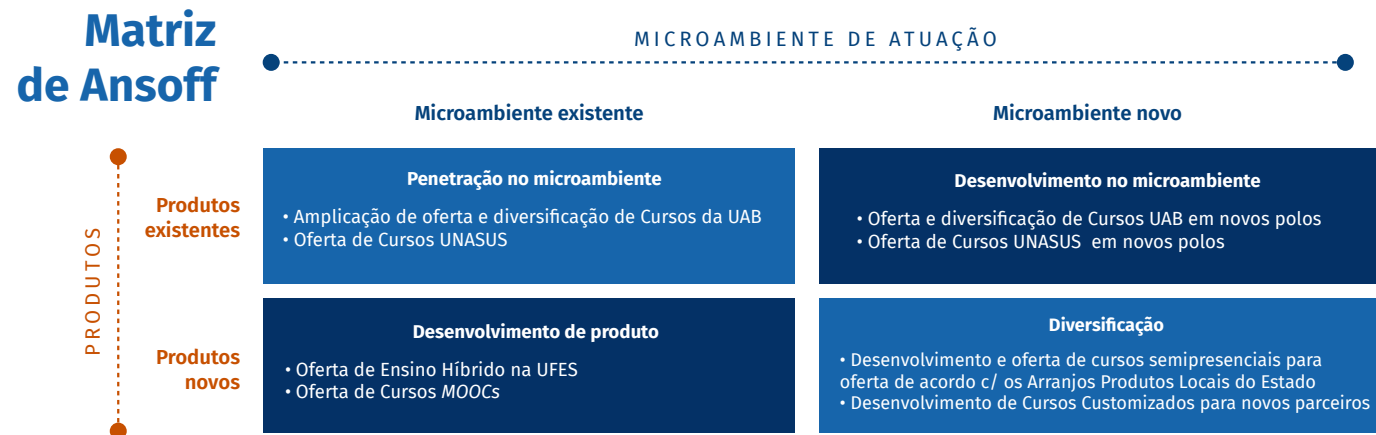 Matriz
de Ansoff
MICROAMBIENTE DE ATUAÇÃO
Microambiente existente
Microambiente novo
PRODUTOS
Produtos
existentes
Penetração no microambiente
• Amplicação de oferta e diversificação de Cursos da UAB
• Oferta de Cursos UNASUS
Desenvolvimento no microambiente
• Oferta e diversificação de Cursos UAB em novos polos
• Oferta de Cursos UNASUS em novos polos
Produtos
novos
Desenvolvimento de produto
• Oferta de Ensino Híbrido na UFES
• Oferta de Cursos MOOCs
Diversificação
• Desenvolvimento e oferta de cursos semipresenciais para
oferta de acordo c/ os Arranjos Produtos Locais do Estado
• Desenvolvimento de Cursos Customizados para novos parceiros